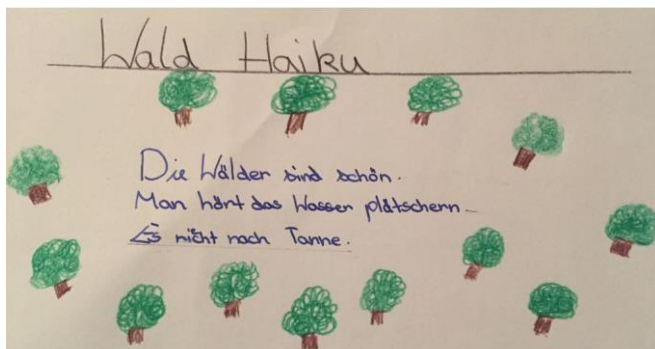 Wald Haiku
Die Wälder sind schön.
Man hört das Wasser plätschern.
Es riecht nach Tanne.